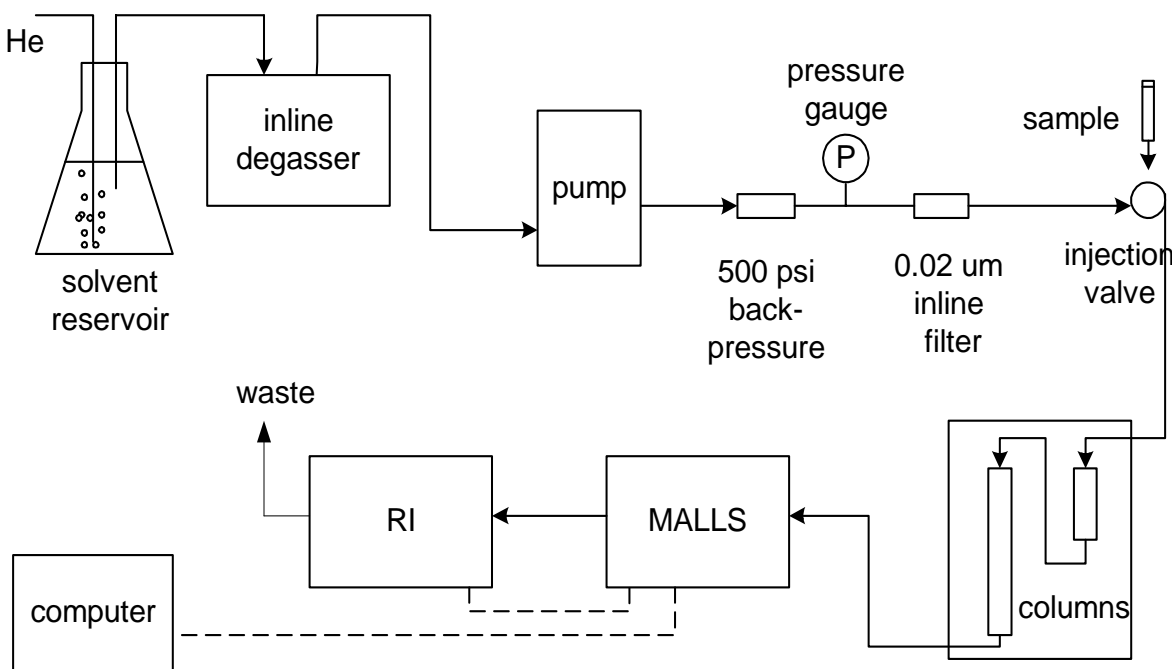 He
solvent
reservoir
inline
degasser
pump
pressure
gauge
P
500 psi
back-
pressure
0.02 um
inline
filter
sample
injection
valve
columns
MALLS
RI
waste
computer